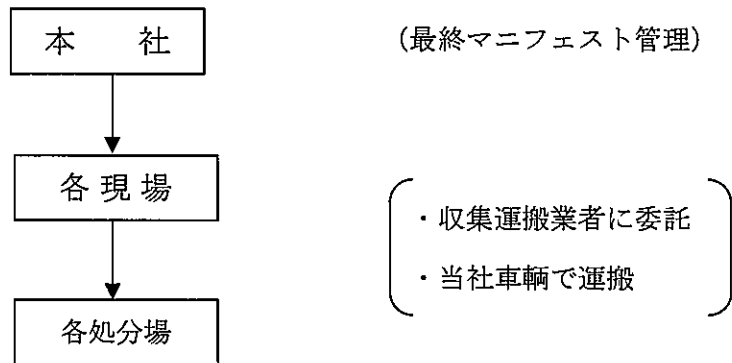 本　　社
(最終マニフェスト管理)
各 現 場
・収集運搬業者に委託
・当社車輌で運搬
各処分場